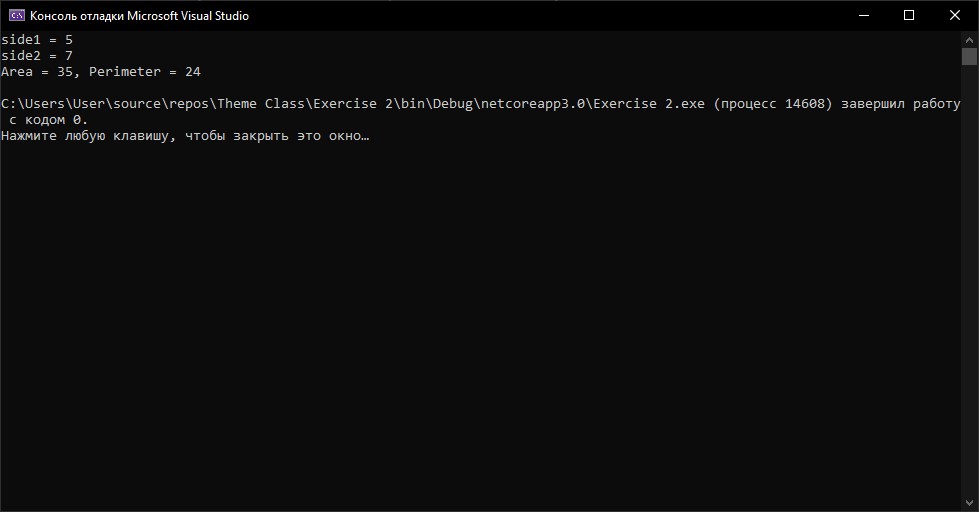 Консоль отладки Microsoft Visual Studio
side1 = 5
side2 = 7
Area = 35, Perimeter = 24
C:\Users\User\source\repos\Theme Class\Exercise 2\bin\Debug\netcoreapp3.0\Exercise 2.exe (процесс 14608) завершил работу
с кодом 0.
Нажмите любую клавишу, чтобы закрыть это окно…